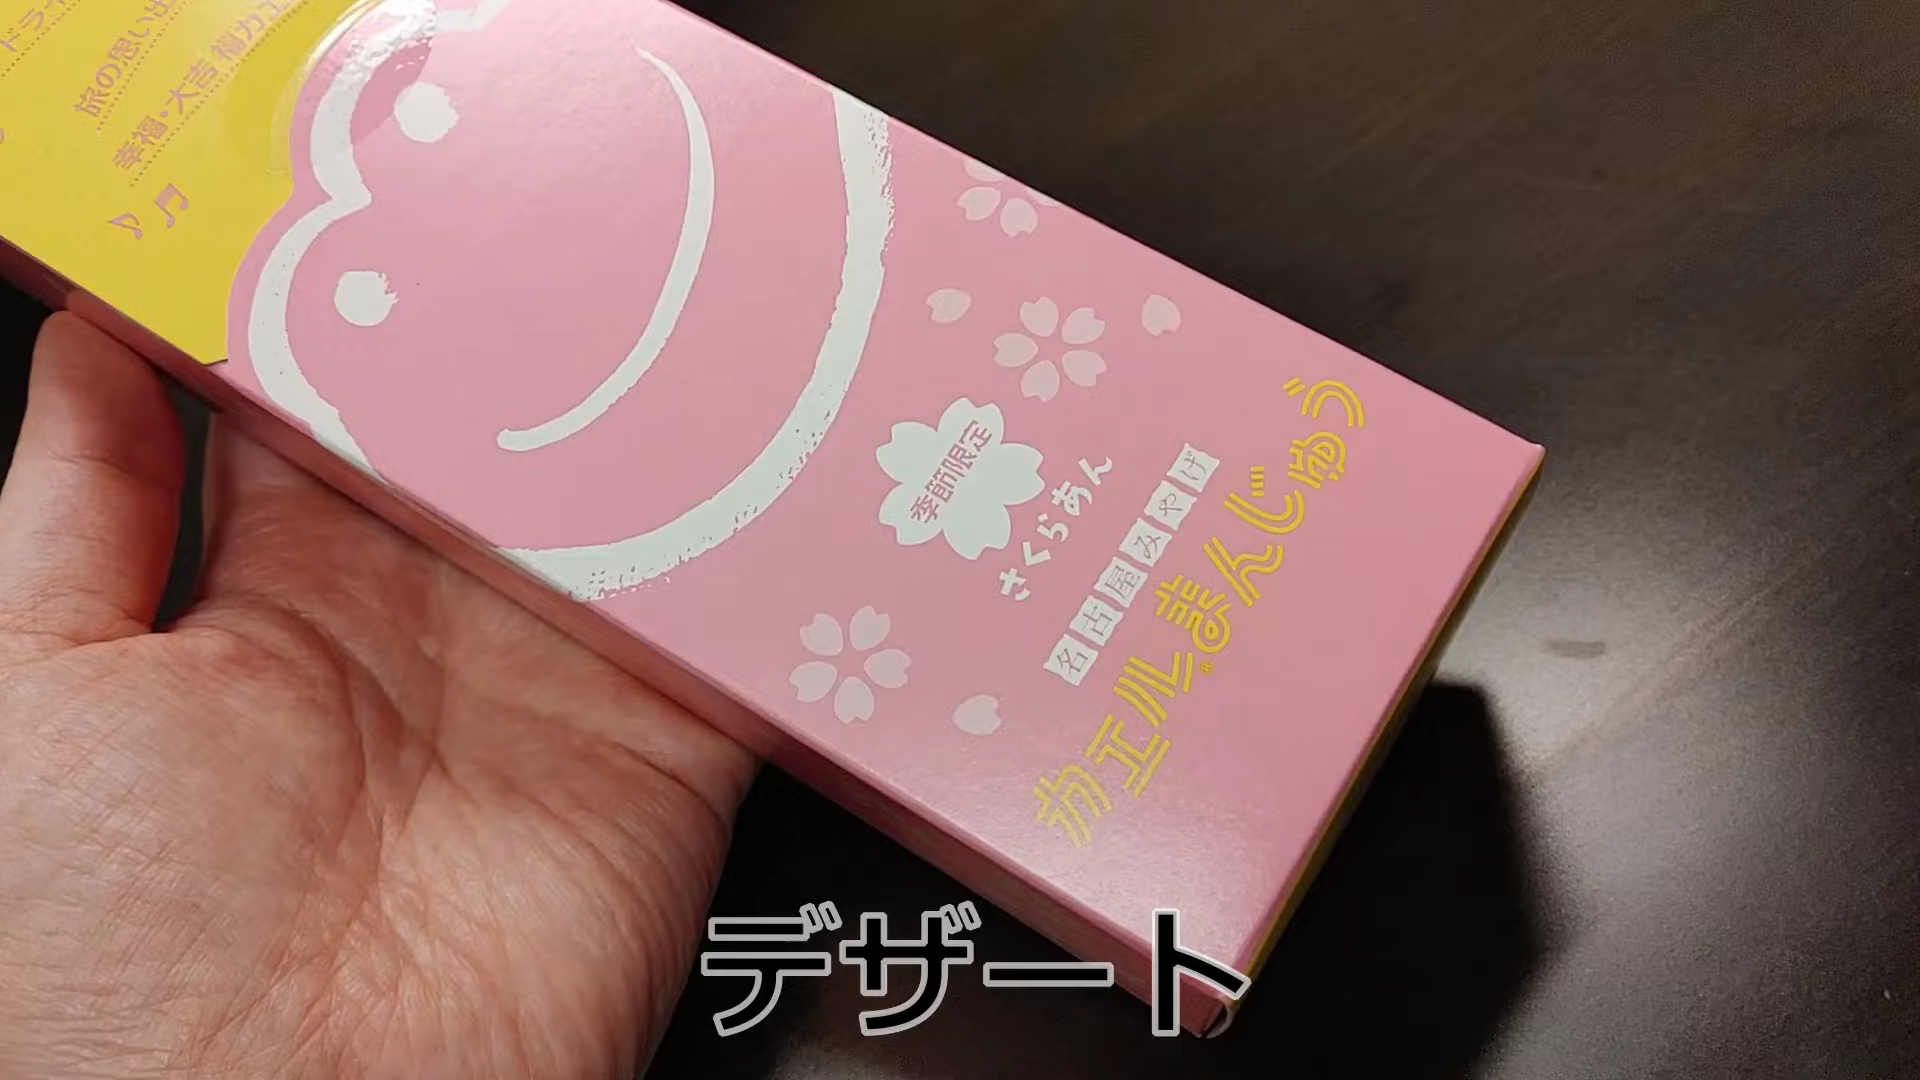 ドライ
旅の思い出
幸福・大吉 福カエ
季節限定
さくらあん
名古屋みやげ
カエルまんじゅう
デザート